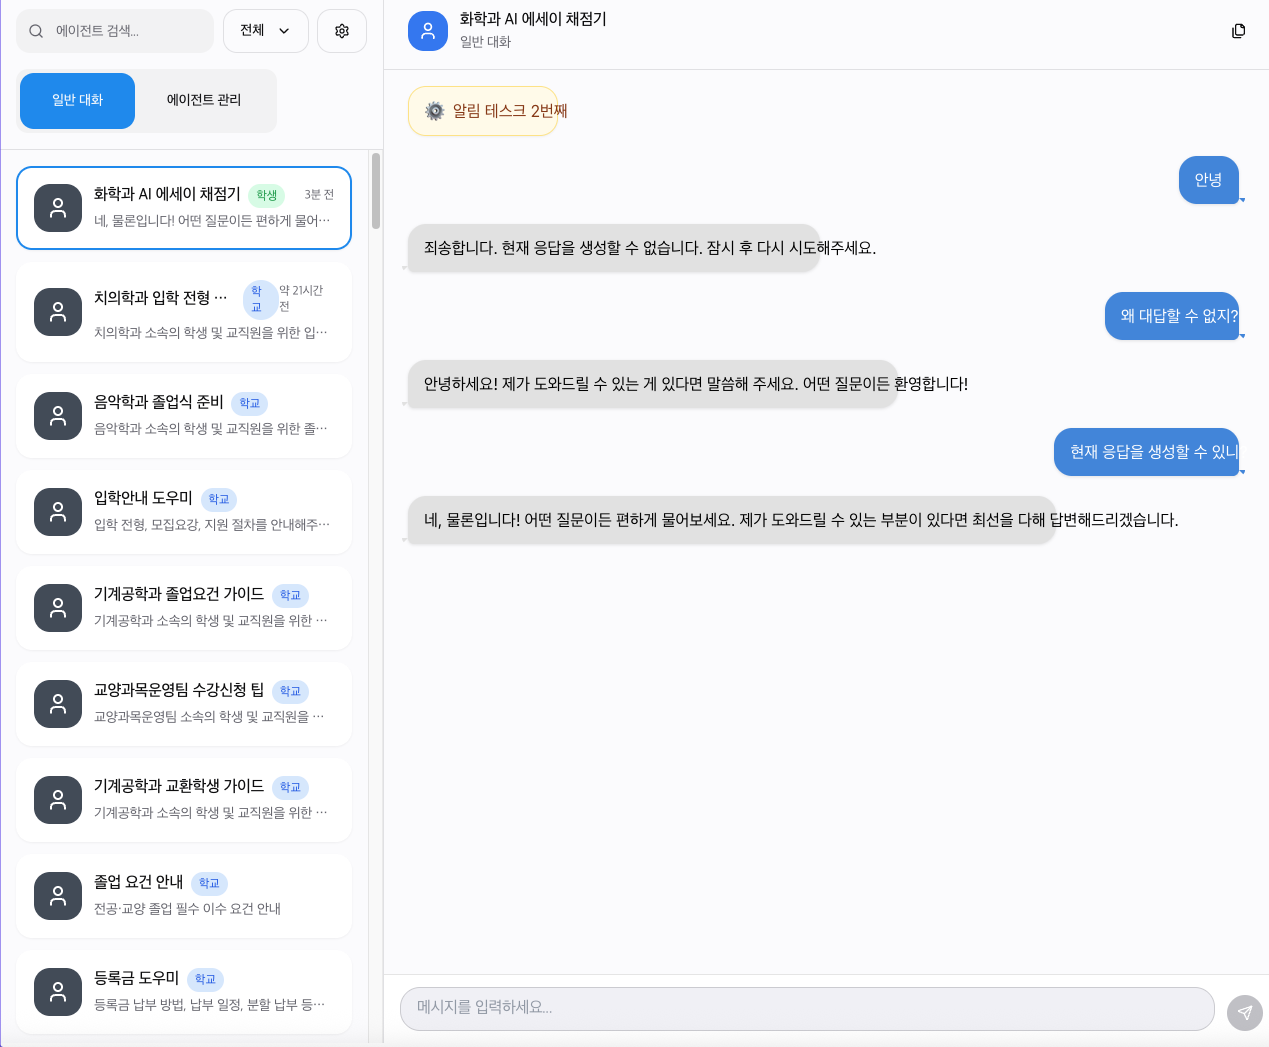 에이전트 검색...
전체
일반 대화
에이전트 관리
화학과 AI 에세이 채점기 학생 3분 전
네, 물론입니다! 어떤 질문이든 편하게 물어…
치의학과 입학 전형 … 학교 약 21시간 전
치의학과 소속의 학생 및 교직원을 위한 입…
음악학과 졸업식 준비 학교
음악학과 소속의 학생 및 교직원을 위한 졸…
입학안내 도우미 학교
입학 전형, 모집요강, 지원 절차를 안내해주…
기계공학과 졸업요건 가이드 학교
기계공학과 소속의 학생 및 교직원을 위한 …
교양과목운영팀 수강신청 팁 학교
교양과목운영팀 소속의 학생 및 교직원을 …
기계공학과 교환학생 가이드 학교
기계공학과 소속의 학생 및 교직원을 위한 …
졸업 요건 안내 학교
전공·교양 졸업 필수 이수 요건 안내
등록금 도우미 학교
등록금 납부 방법, 납부 일정, 분할 납부 등…
화학과 AI 에세이 채점기
일반 대화
알림 테스크 2번째
안녕
죄송합니다. 현재 응답을 생성할 수 없습니다. 잠시 후 다시 시도해주세요.
왜 대답할 수 없지?
안녕하세요! 제가 도와드릴 수 있는 게 있다면 말씀해 주세요. 어떤 질문이든 환영합니다!
현재 응답을 생성할 수 있니
네, 물론입니다! 어떤 질문이든 편하게 물어보세요. 제가 도와드릴 수 있는 부분이 있다면 최선을 다해 답변해드리겠습니다.
메시지를 입력하세요...